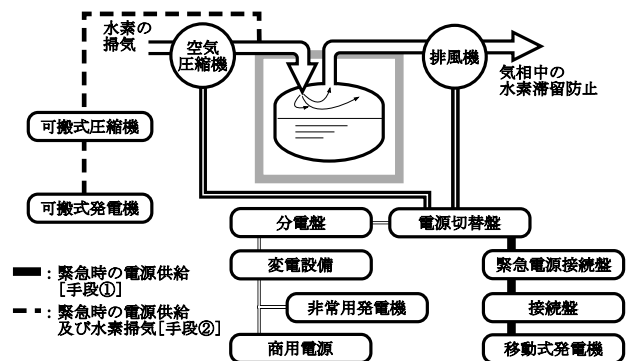 水素の
掃気
空気
圧縮機
排風機
気相中の
水素滞留防止
可搬式圧縮機
可搬式発電機
分電盤
電源切替盤
変電設備
緊急電源接続盤
非常用発電機
接続盤
商用電源
移動式発電機
：緊急時の電源供給
[手段①]
：緊急時の電源供給
及び水素掃気[手段②]